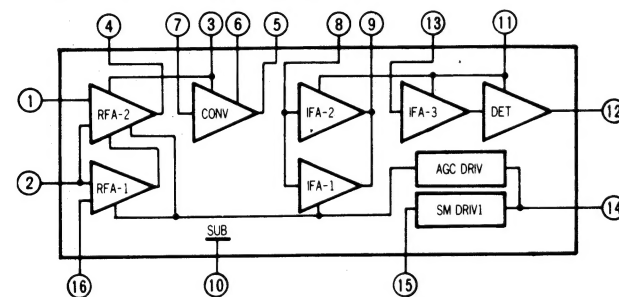 4 3 6 7 5 8 9 13 11
1 RFA-2 CONV IFA-2 IFA-3 DET 12
2 RFA-1 IFA-1 AGC DRIV
SM DRIV1 14
SUB
16 10 15